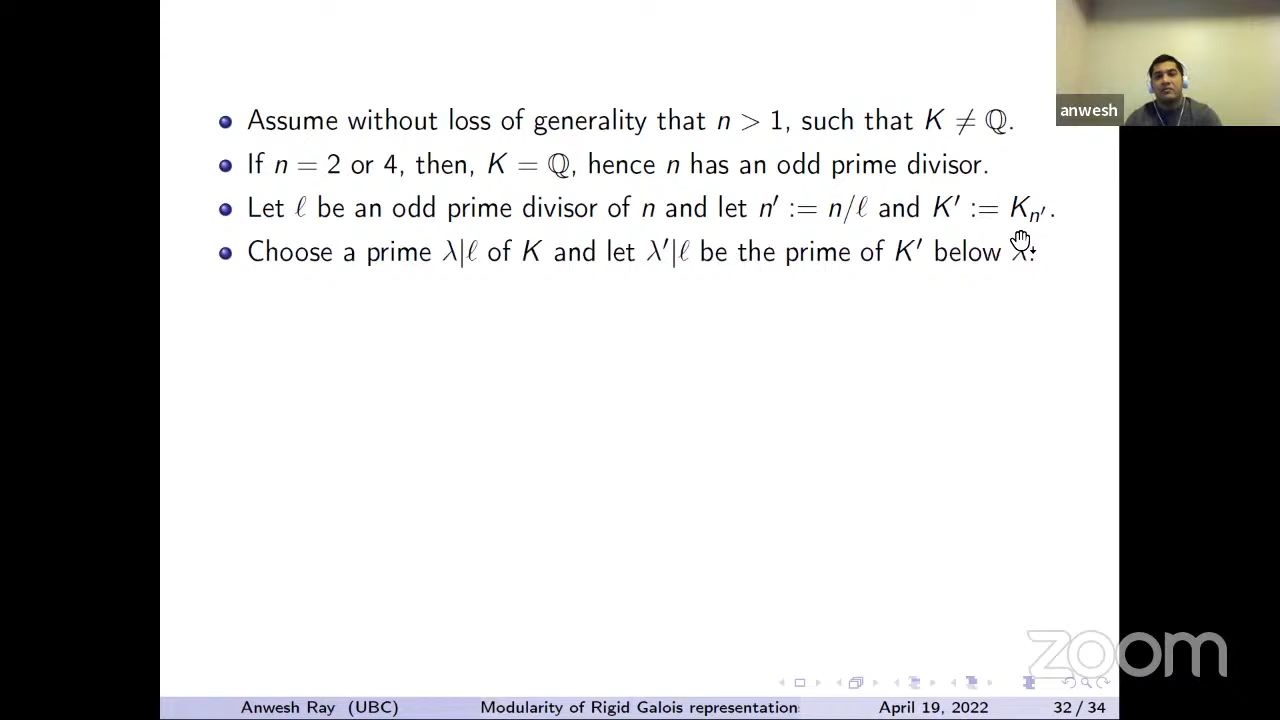 Assume without loss of generality that n > 1, such that K ≠ ℚ.
If n = 2 or 4, then, K = ℚ, hence n has an odd prime divisor.
Let ℓ be an odd prime divisor of n and let n′ := n/ℓ and K′ := Kₙ′.
Choose a prime λ|ℓ of K and let λ′|ℓ be the prime of K′ below λ.
anwesh
zoom
Anwesh Ray (UBC) Modularity of Rigid Galois representation April 19, 2022 32 / 34